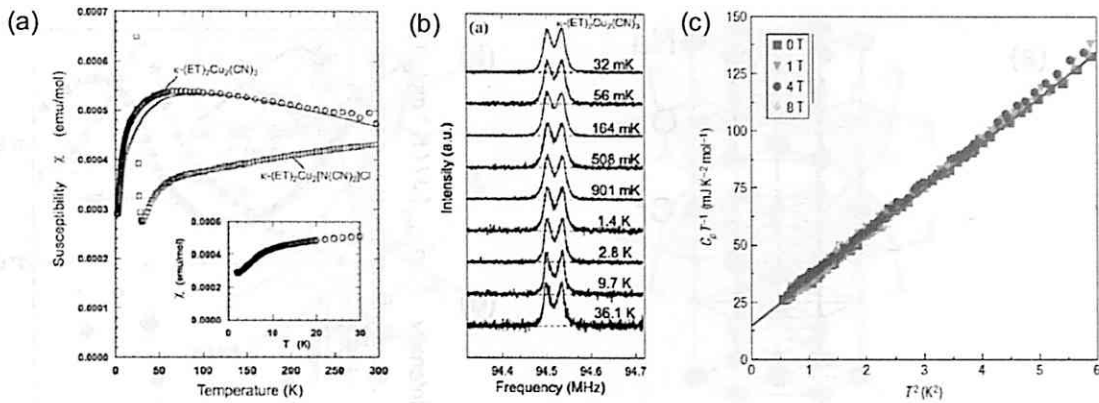 (a)
Susceptibility χ (emu/mol)
0.0007
0.0006
0.0005
0.0004
0.0003
0.0002
0.0001
0.0000
κ-(ET)₂Cu₂(CN)₃
κ-(ET)₂Cu₂[N(CN)₂]Cl
χ (emu/mol)
0.0006
0.0004
0.0002
0.0000
0 10 20 30
T (K)
0 50 100 150 200 250 300
Temperature (K)
(b)
(a)
κ-(ET)₂Cu₂(CN)₃
Intensity (a.u.)
32 mK
56 mK
164 mK
508 mK
901 mK
1.4 K
2.8 K
9.7 K
36.1 K
94.4 94.5 94.6 94.7
Frequency (MHz)
(c)
CₚT⁻¹ (mJ K⁻² mol⁻¹)
150
125
100
75
50
25
0
0 T
1 T
4 T
8 T
0 1 2 3 4 5 6
T² (K²)